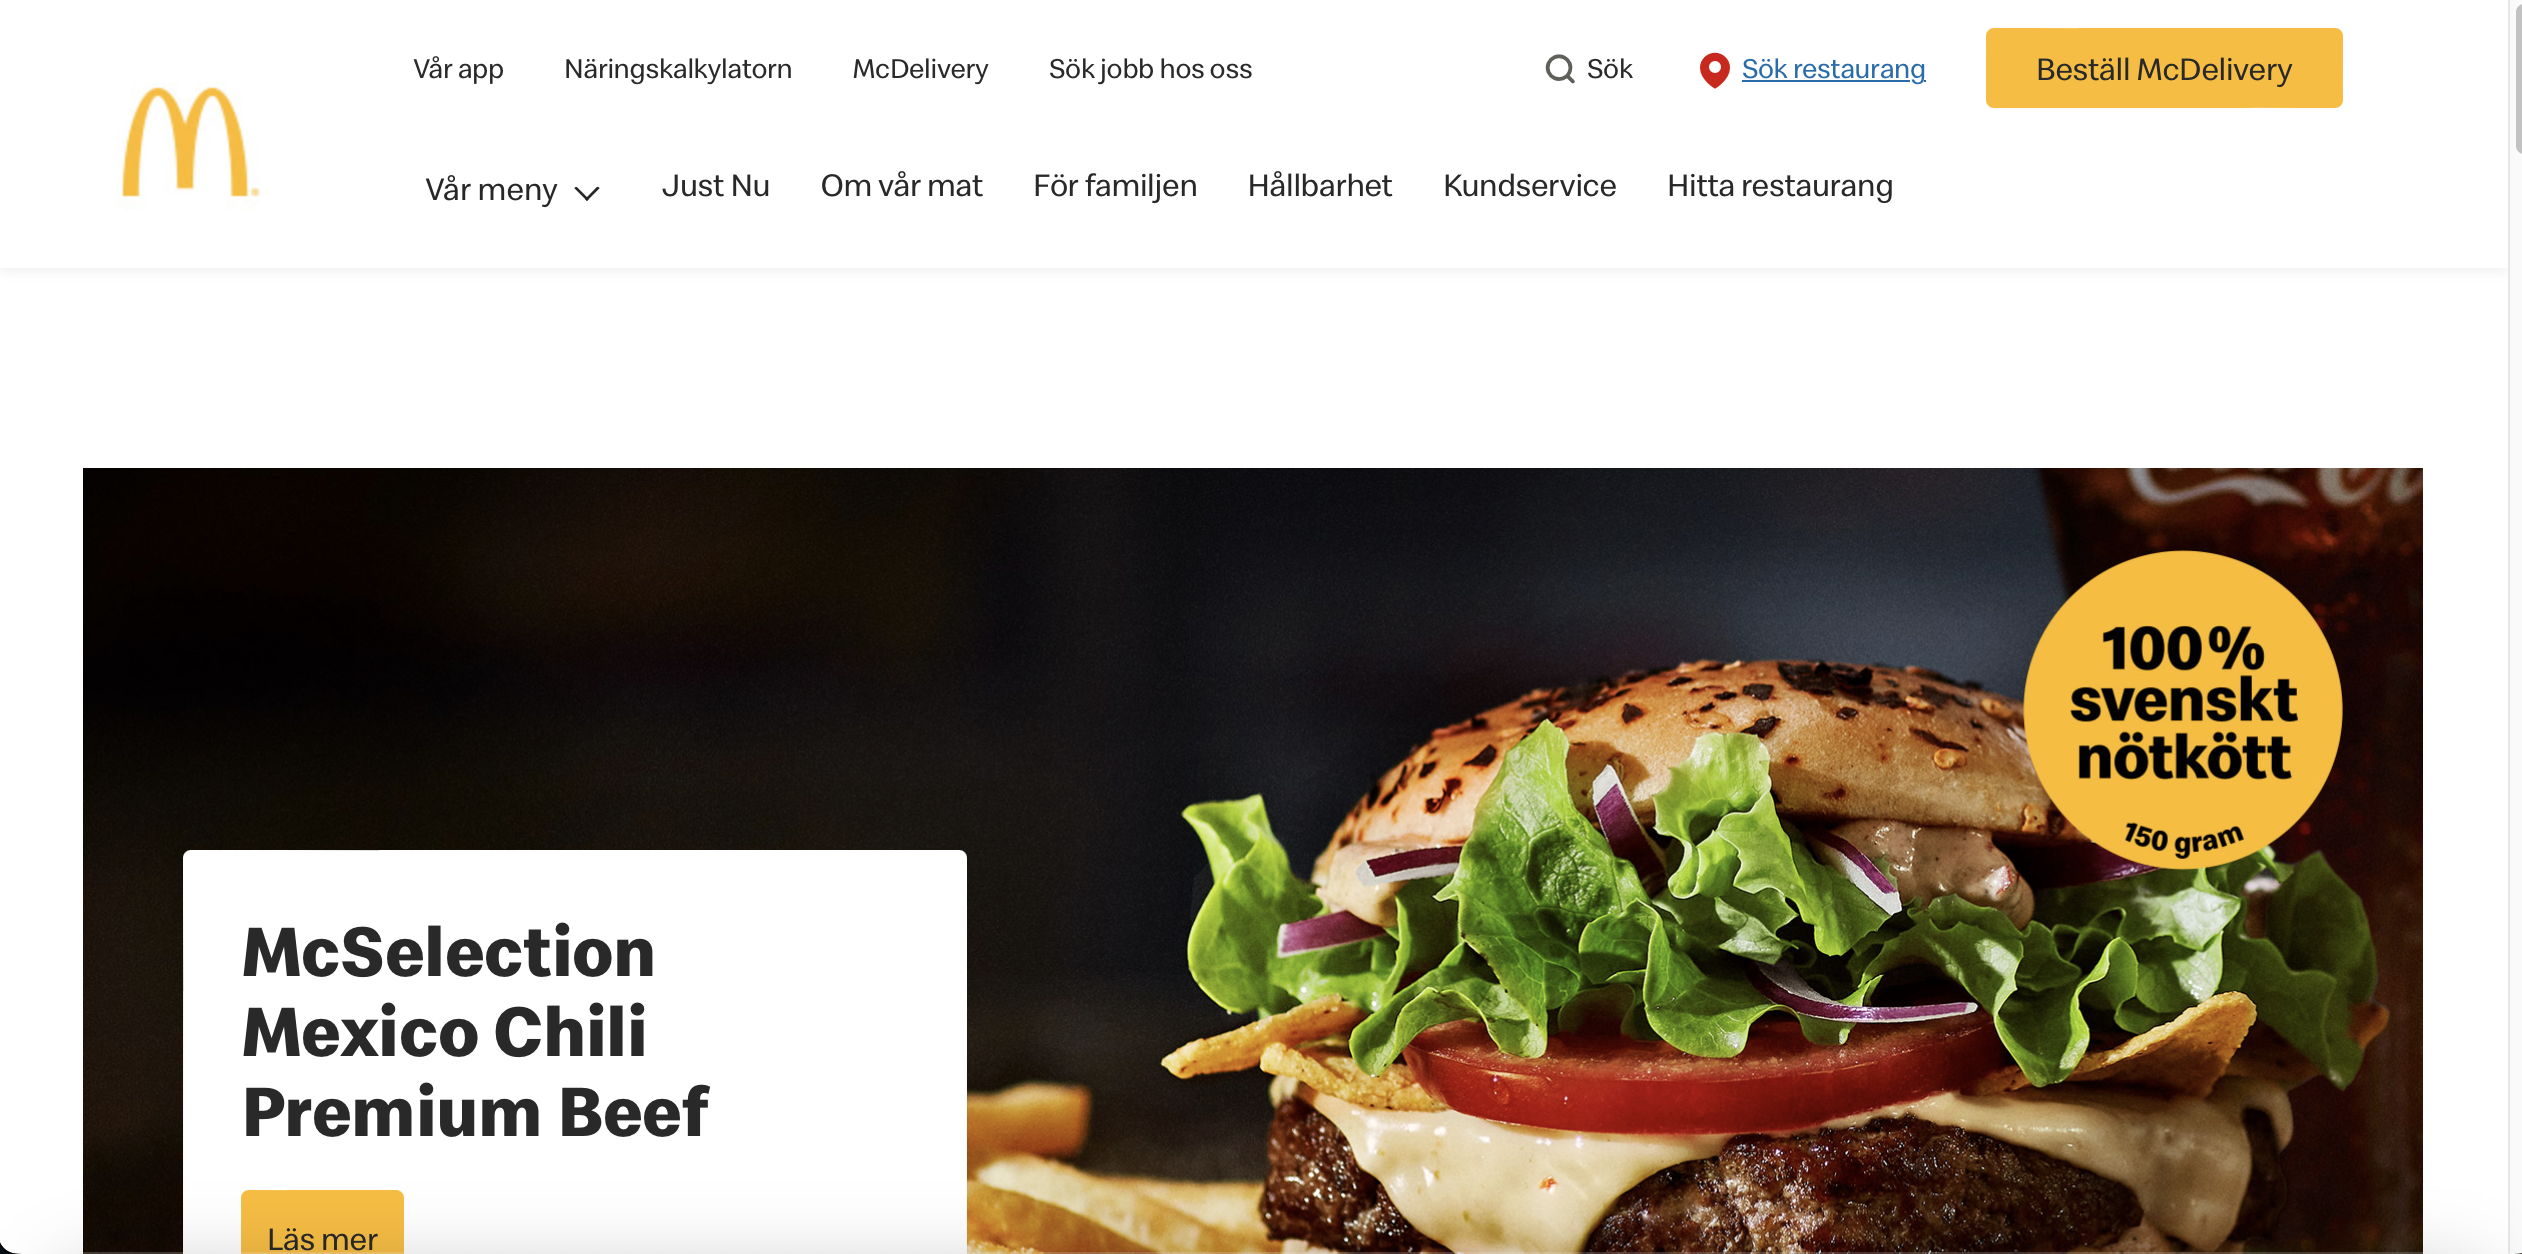 Vår app
Näringskalkylatorn
McDelivery
Sök jobb hos oss
Sök
Sök restaurang
Beställ McDelivery
Vår meny
Just Nu
Om vår mat
För familjen
Hållbarhet
Kundservice
Hitta restaurang
100%
svenskt
nötkött
150 gram
McSelection
Mexico Chili
Premium Beef
Läs mer